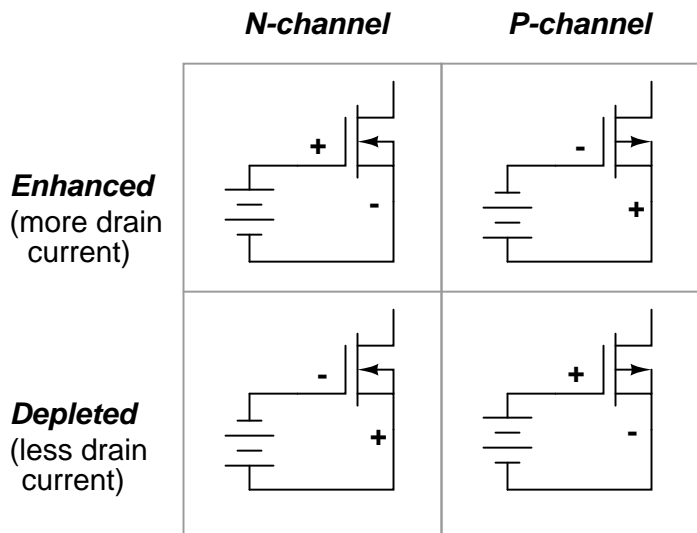 N-channel P-channel
Enhanced
(more drain
current)
+
-
-
+
Depleted
(less drain
current)
-
+
+
-